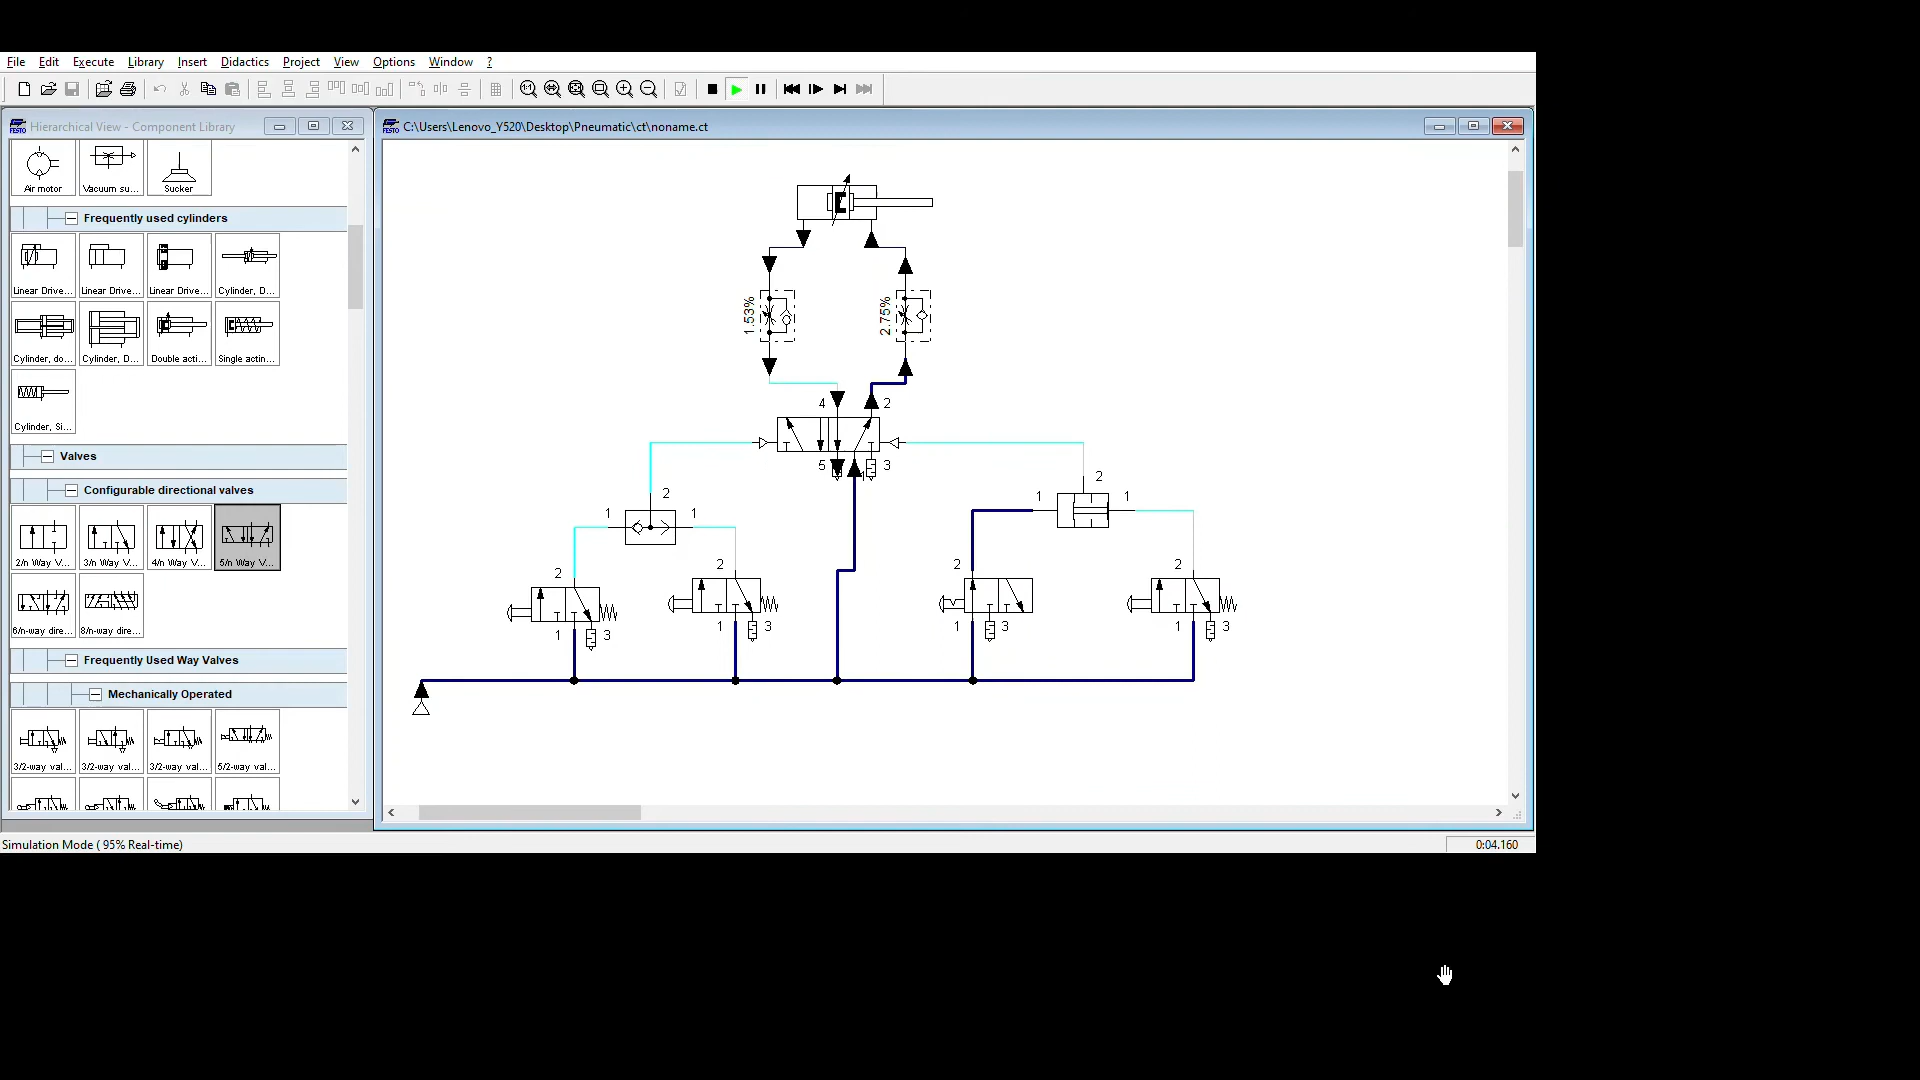 File Edit Execute Library Insert Didactics Project View Options Window ?
Hierarchical View - Component Library
C:\Users\Lenovo_Y520\Desktop\Pneumatic\ct\noname.ct
Air motor Vacuum su... Sucker
Frequently used cylinders
Linear Drive... Linear Drive... Linear Drive... Cylinder, D...
Cylinder, do... Cylinder, D... Double acti... Single actin...
Cylinder, Si...
Valves
Configurable directional valves
2/n Way V... 3/n Way V... 4/n Way V... 5/n Way V...
6/n-way dire... 8/n-way dire...
Frequently Used Way Valves
Mechanically Operated
3/2-way val... 3/2-way val... 3/2-way val... 5/2-way val...
1.53% 2.75%
4 2
5 1 3
2 2
1 1 1 1
2 2 2 2
1 3 1 3 1 3 1 3
Simulation Mode ( 95% Real-time)
0:04.160